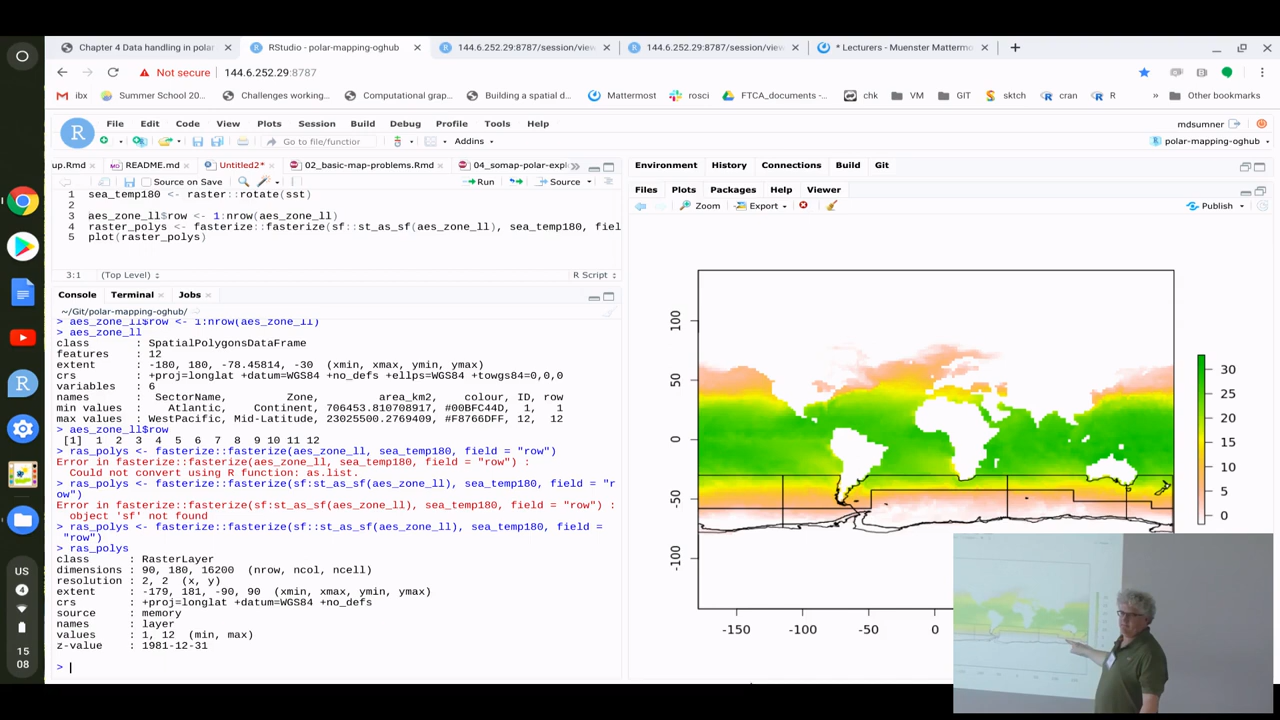 Chapter 4 Data handling in polar
RStudio - polar-mapping-oghub
144.6.252.29:8787/session/view
144.6.252.29:8787/session/view
* Lecturers - Muenster Mattermo
Not secure 144.6.252.29:8787
ibx Summer School 20... Challenges working... Computational grap... Building a spatial d... Mattermost rosci FTCA_documents -... chk VM GIT sktch cran R » Other bookmarks
File Edit Code View Plots Session Build Debug Profile Tools Help
mdsumner
Go to file/function Addins
polar-mapping-oghub
up.Rmd README.md Untitled2* 02_basic-map-problems.Rmd 04_somap-polar-expl
Source on Save Run Source
1 sea_temp180 <- raster::rotate(sst)
2
3 aes_zone_ll$row <- 1:nrow(aes_zone_ll)
4 raster_polys <- fasterize::fasterize(sf::st_as_sf(aes_zone_ll), sea_temp180, fiel
5 plot(raster_polys)
3:1 (Top Level) R Script
Console Terminal Jobs
~/Git/polar-mapping-oghub/
> aes_zone_ll$row <- 1:nrow(aes_zone_ll)
> aes_zone_ll
class : SpatialPolygonsDataFrame
features : 12
extent : -180, 180, -78.45814, -30 (xmin, xmax, ymin, ymax)
crs : +proj=longlat +datum=WGS84 +no_defs +ellps=WGS84 +towgs84=0,0,0
variables : 6
names : SectorName, Zone, area_km2, colour, ID, row
min values : Atlantic, Continent, 706453.810708917, #00BFC44D, 1, 1
max values : WestPacific, Mid-Latitude, 23025500.2769409, #F8766DFF, 12, 12
> aes_zone_ll$row
[1] 1 2 3 4 5 6 7 8 9 10 11 12
> ras_polys <- fasterize::fasterize(aes_zone_ll, sea_temp180, field = "row")
Error in fasterize::fasterize(aes_zone_ll, sea_temp180, field = "row") :
Could not convert using R function: as.list.
> ras_polys <- fasterize::fasterize(sf:st_as_sf(aes_zone_ll), sea_temp180, field = "r
ow")
Error in fasterize::fasterize(sf:st_as_sf(aes_zone_ll), sea_temp180, field = "row") :
object 'sf' not found
> ras_polys <- fasterize::fasterize(sf::st_as_sf(aes_zone_ll), sea_temp180, field =
"row")
> ras_polys
class : RasterLayer
dimensions : 90, 180, 16200 (nrow, ncol, ncell)
resolution : 2, 2 (x, y)
extent : -179, 181, -90, 90 (xmin, xmax, ymin, ymax)
crs : +proj=longlat +datum=WGS84 +no_defs
source : memory
names : layer
values : 1, 12 (min, max)
z-value : 1981-12-31
>
Environment History Connections Build Git
Files Plots Packages Help Viewer
Zoom Export Publish
100
50
0
-50
-100
-150 -100 -50 0
30
25
20
15
10
5
0
US
4
15
08